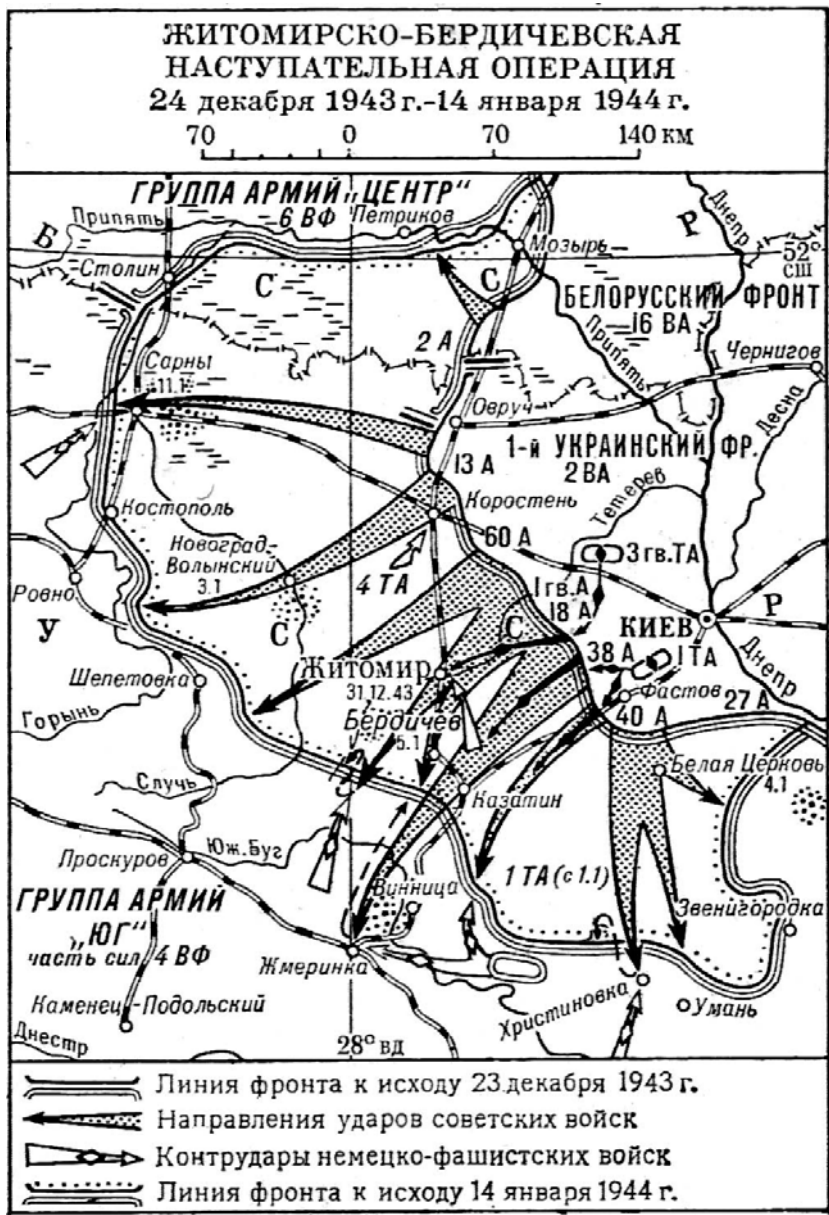 ЖИТОМИРСКО-БЕРДИЧЕВСКАЯ
НАСТУПАТЕЛЬНАЯ ОПЕРАЦИЯ
24 декабря 1943 г.-14 января 1944 г.
70 0 70 140 км
ГРУППА АРМИЙ „ЦЕНТР“
6 ВФ
Припять
Петриков
Б
Р
Днепр
Мозырь
52°
сш
Столин
С
С
БЕЛОРУССКИЙ ФРОНТ
16 ВА
Припять
2 А
Чернигов
Сарны
11.1
Овруч
Десна
1-й УКРАИНСКИЙ ФР.
2 ВА
13 А
Тетерев
Костополь
Коростень
Новоград-
Волынский
3.1
60 А
3 гв.ТА
4 ТА
1 гв.А
18 А
Ровно
У
С
С
КИЕВ
Р
Житомир
31.12.43
38 А
1 ТА
Днепр
Шепетовка
Фастов
27 А
Горынь
Бердичев
5.1
40 А
Белая Церковь
4.1
Случь
Казатин
Юж. Буг
Проскуров
1 ТА (с 1.1)
Винница
ГРУППА АРМИЙ
„ЮГ“
часть сил 4 ВФ
Звенигородка
Жмеринка
Каменец-Подольский
Христиновка
Умань
Днестр
28° вд
Линия фронта к исходу 23 декабря 1943 г.
Направления ударов советских войск
Контрудары немецко-фашистских войск
Линия фронта к исходу 14 января 1944 г.